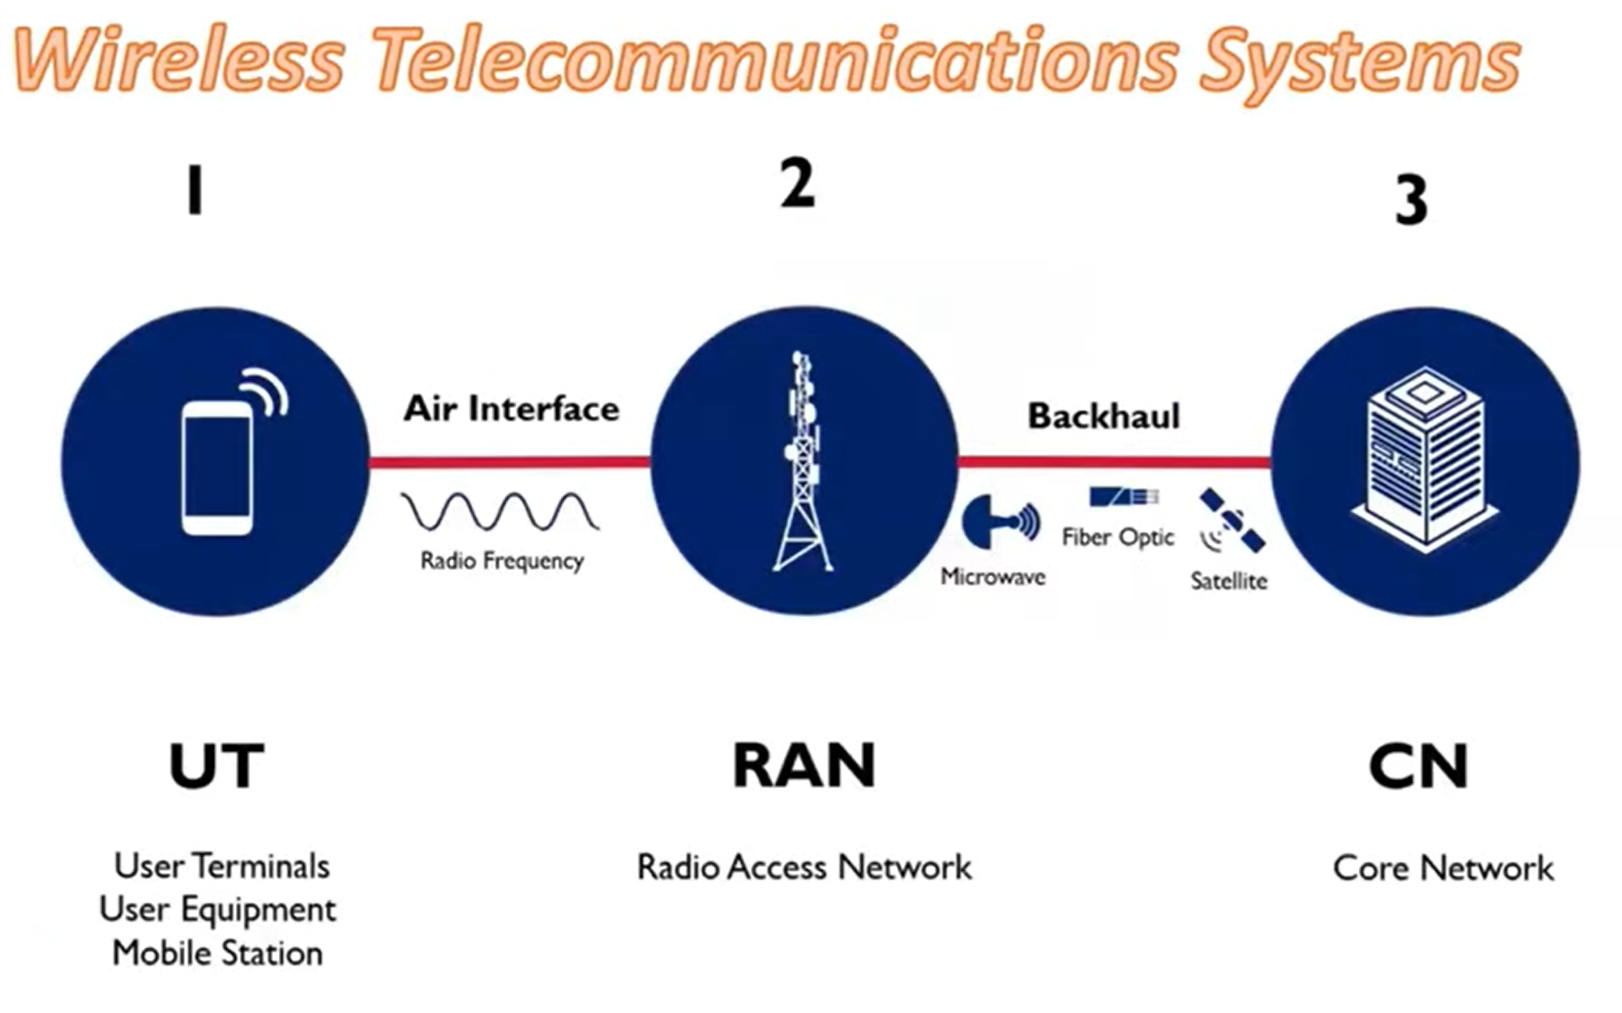 Wireless Telecommunications Systems
1
2
3
Air Interface
Backhaul
Radio Frequency
Microwave
Fiber Optic
Satellite
UT
RAN
CN
User Terminals
User Equipment
Mobile Station
Radio Access Network
Core Network